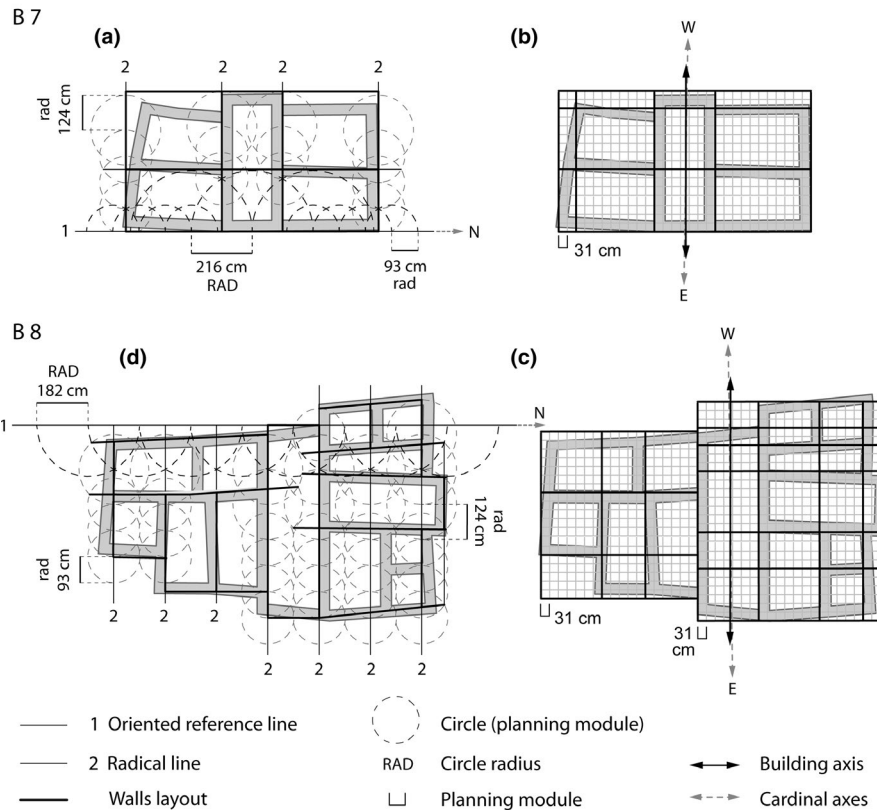 B 7
(a)
(b)
2 2 2 2
W
rad
124 cm
1
N
216 cm
RAD
93 cm
rad
31 cm
E
B 8
(d)
(c)
W
RAD
182 cm
1
N
rad
124 cm
rad
93 cm
2 2 2
2 2 2 2
31 cm
31
cm
E
1 Oriented reference line
Circle (planning module)
2 Radical line
RAD Circle radius
Building axis
Walls layout
Planning module
Cardinal axes